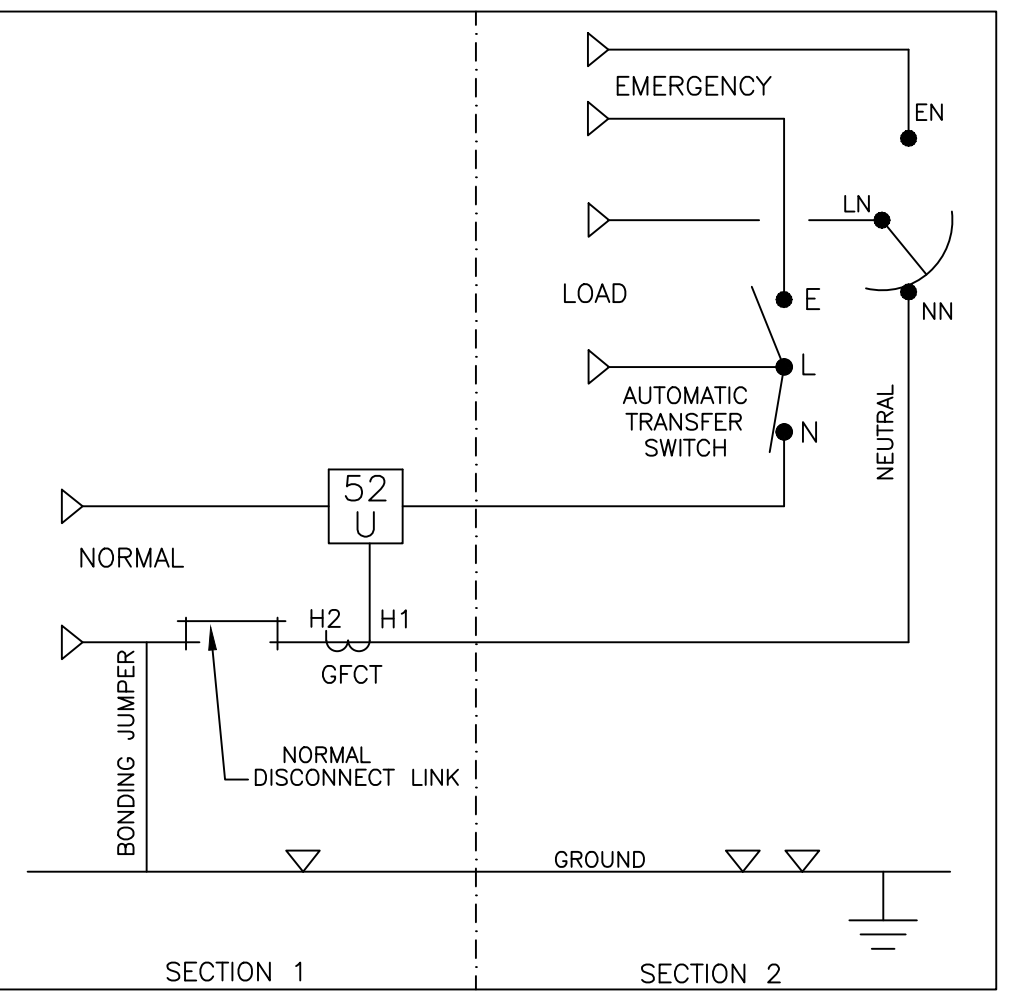 EMERGENCY
EN
LN
LOAD
E
NN
L
AUTOMATIC
TRANSFER
SWITCH
N
NEUTRAL
52
U
NORMAL
H2
H1
GFCT
BONDING JUMPER
NORMAL
DISCONNECT LINK
GROUND
SECTION 1
SECTION 2